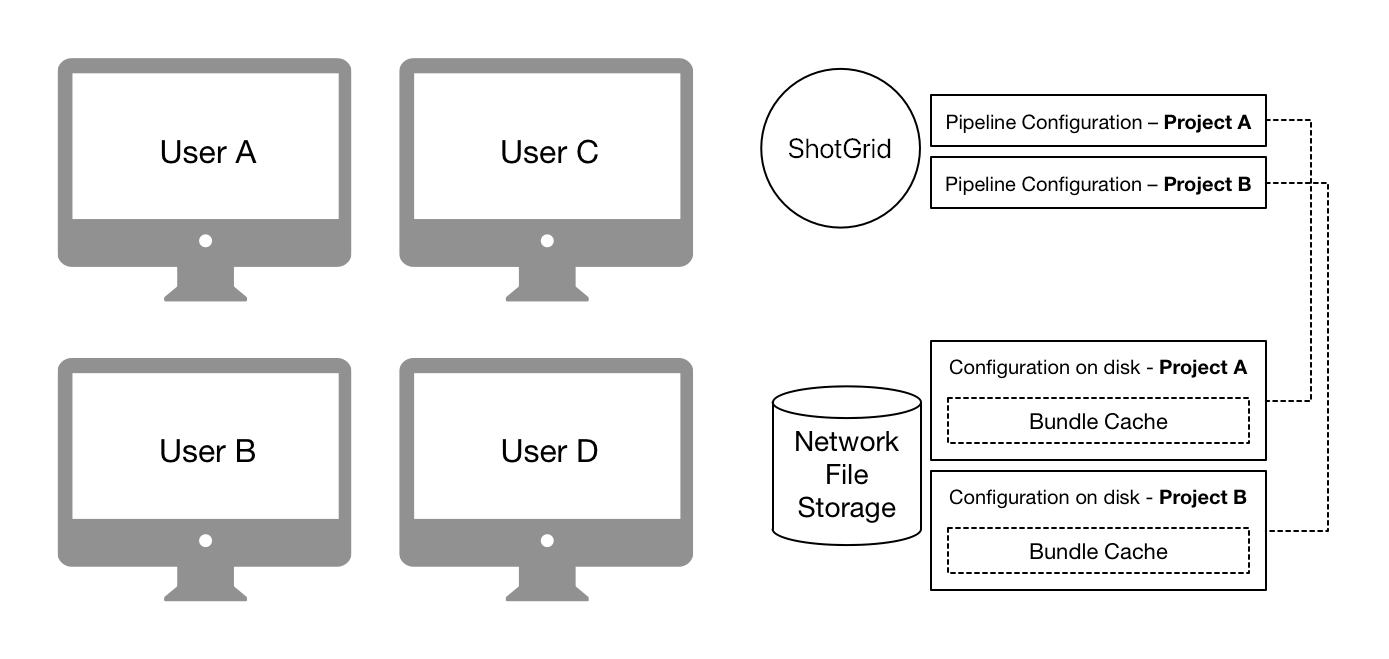 User A
User C
ShotGrid
Pipeline Configuration – Project A
Pipeline Configuration – Project B
User B
User D
Network
File
Storage
Configuration on disk - Project A
Bundle Cache
Configuration on disk - Project B
Bundle Cache